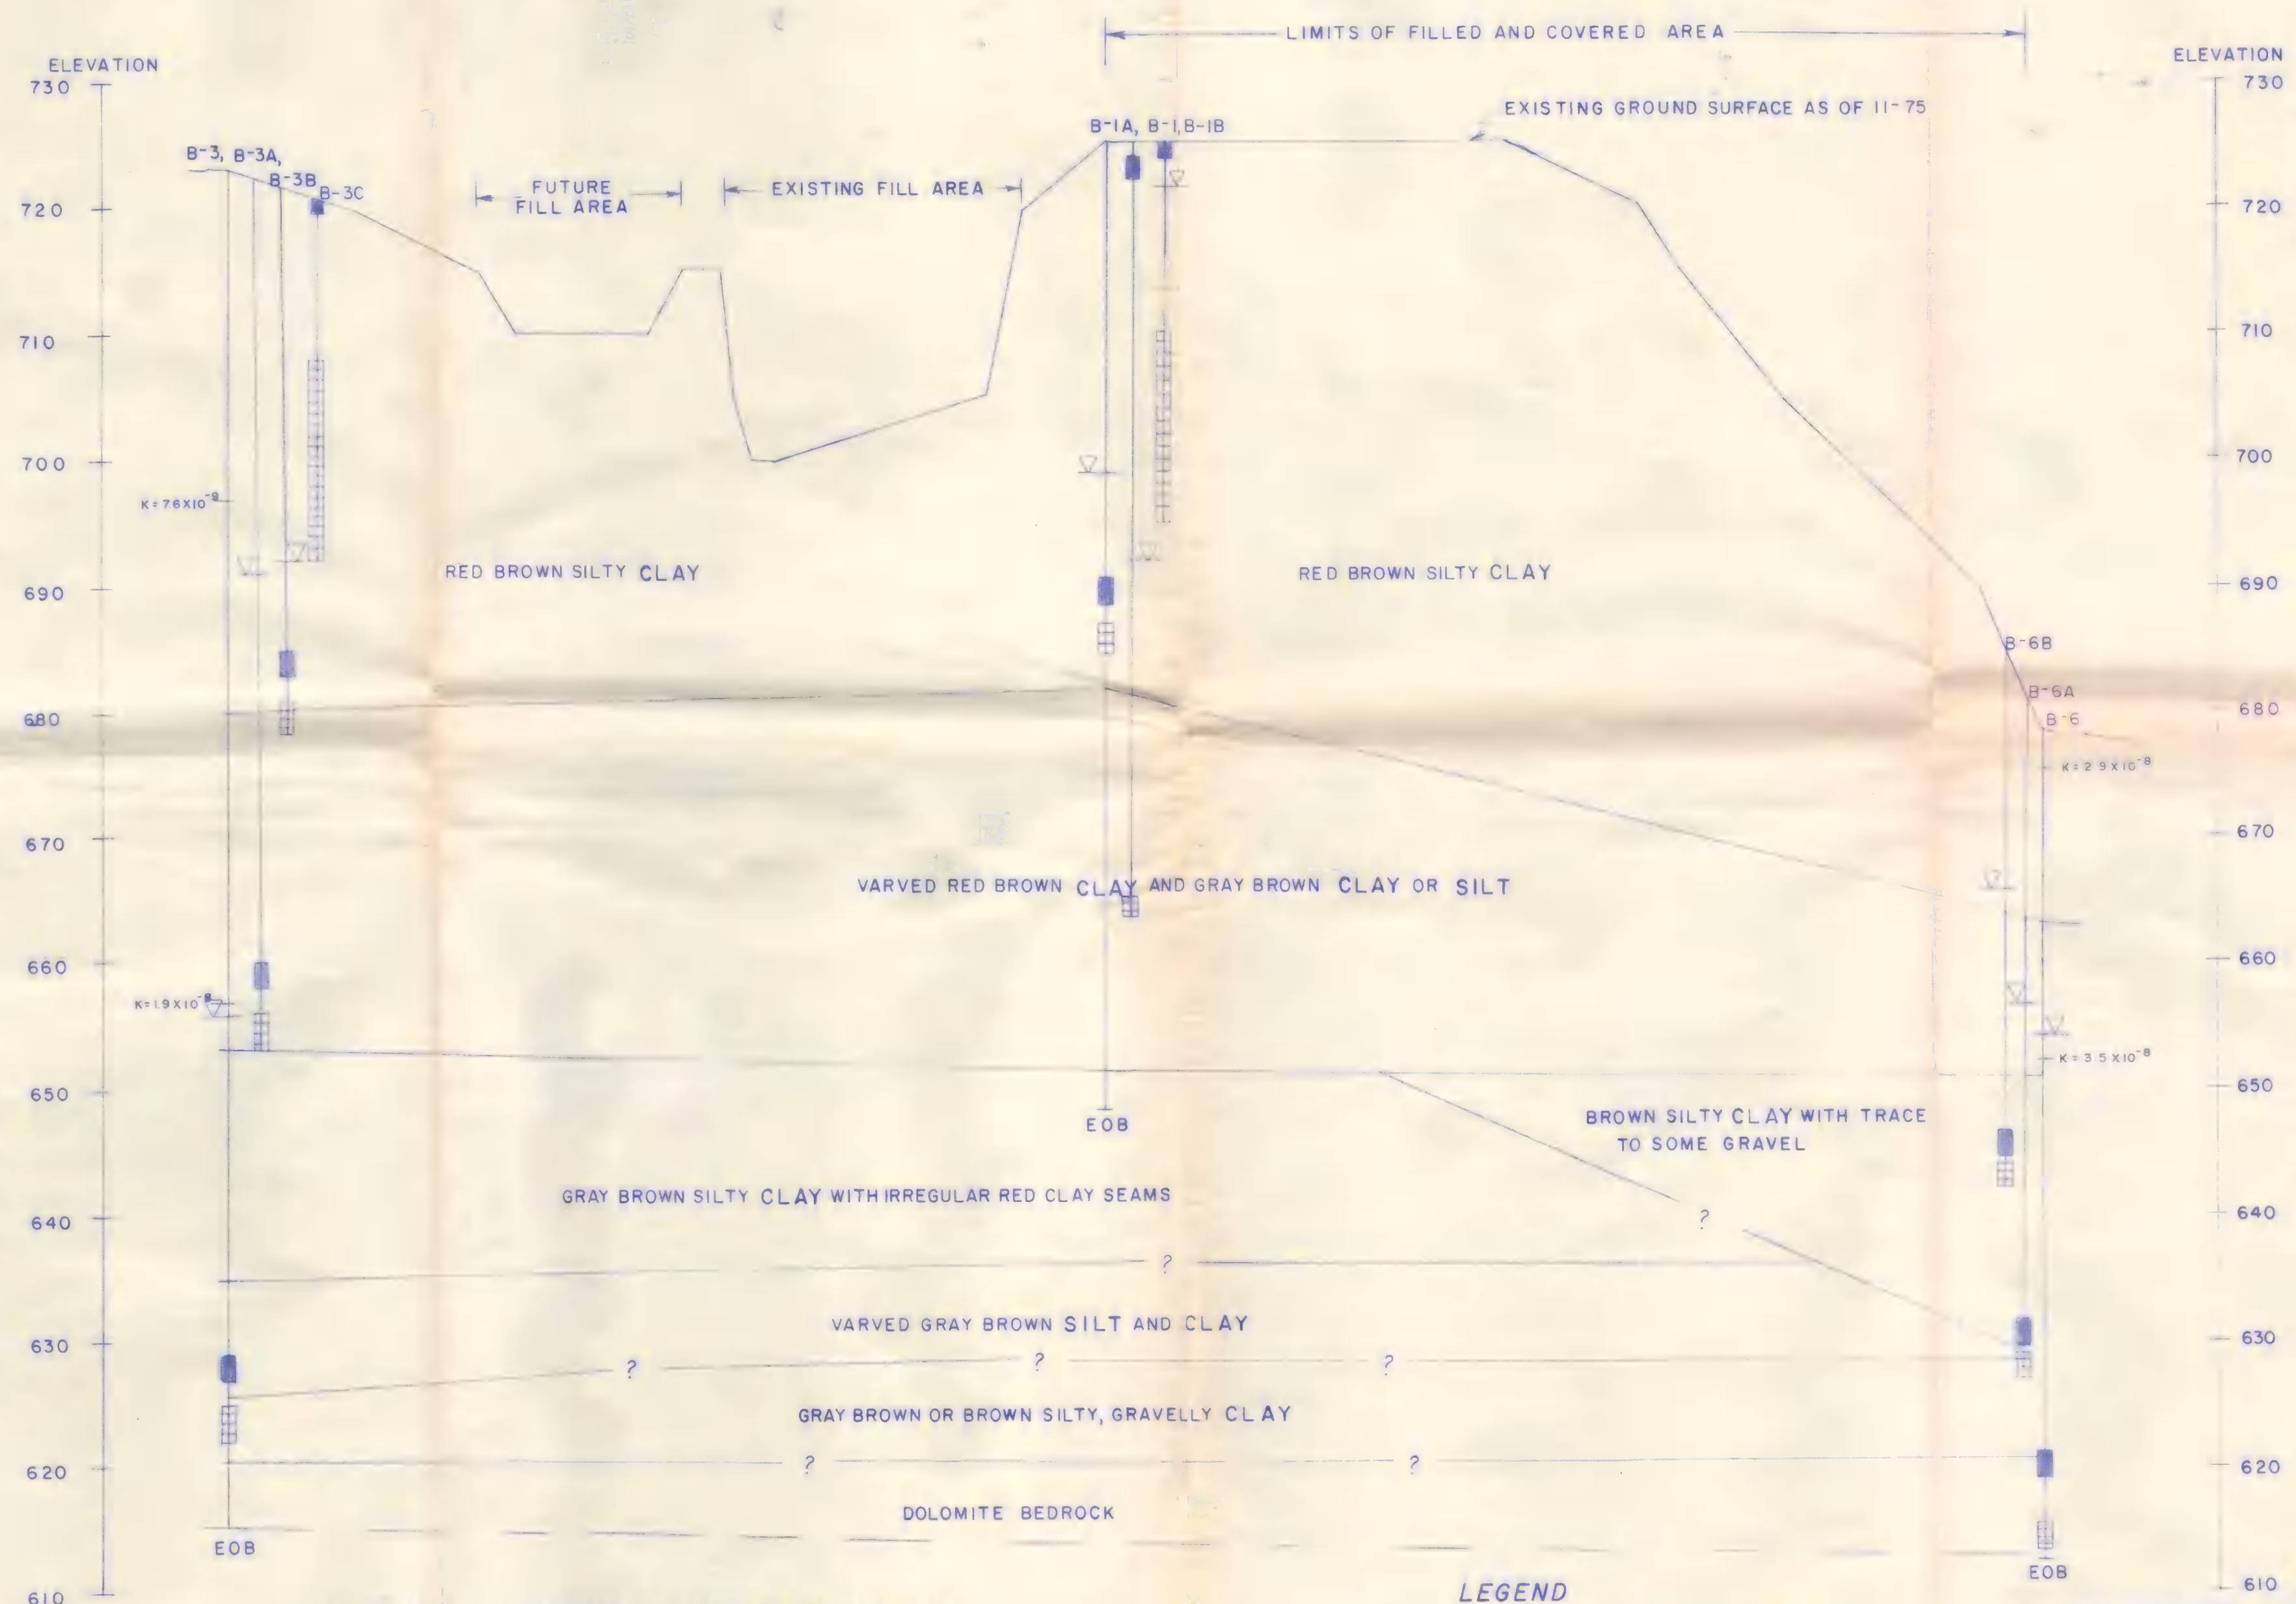 LIMITS OF FILLED AND COVERED AREA
ELEVATION
ELEVATION
730
730
EXISTING GROUND SURFACE AS OF 11-75
B-1A, B-1, B-1B
B-3, B-3A,
B-3B
B-3C
FUTURE
FILL AREA
EXISTING FILL AREA
720
720
710
710
700
700
K=7.6X10-9
RED BROWN SILTY CLAY
RED BROWN SILTY CLAY
690
690
B-6B
B-6A
B-6
680
680
K=2.9X10-8
670
670
VARVED RED BROWN CLAY AND GRAY BROWN CLAY OR SILT
660
660
K=1.9X10-8
K=3.5X10-8
650
650
EOB
BROWN SILTY CLAY WITH TRACE
TO SOME GRAVEL
GRAY BROWN SILTY CLAY WITH IRREGULAR RED CLAY SEAMS
640
?
640
?
VARVED GRAY BROWN SILT AND CLAY
630
630
? ? ?
GRAY BROWN OR BROWN SILTY, GRAVELLY CLAY
620
? ?
620
DOLOMITE BEDROCK
EOB
EOB
610
610
LEGEND